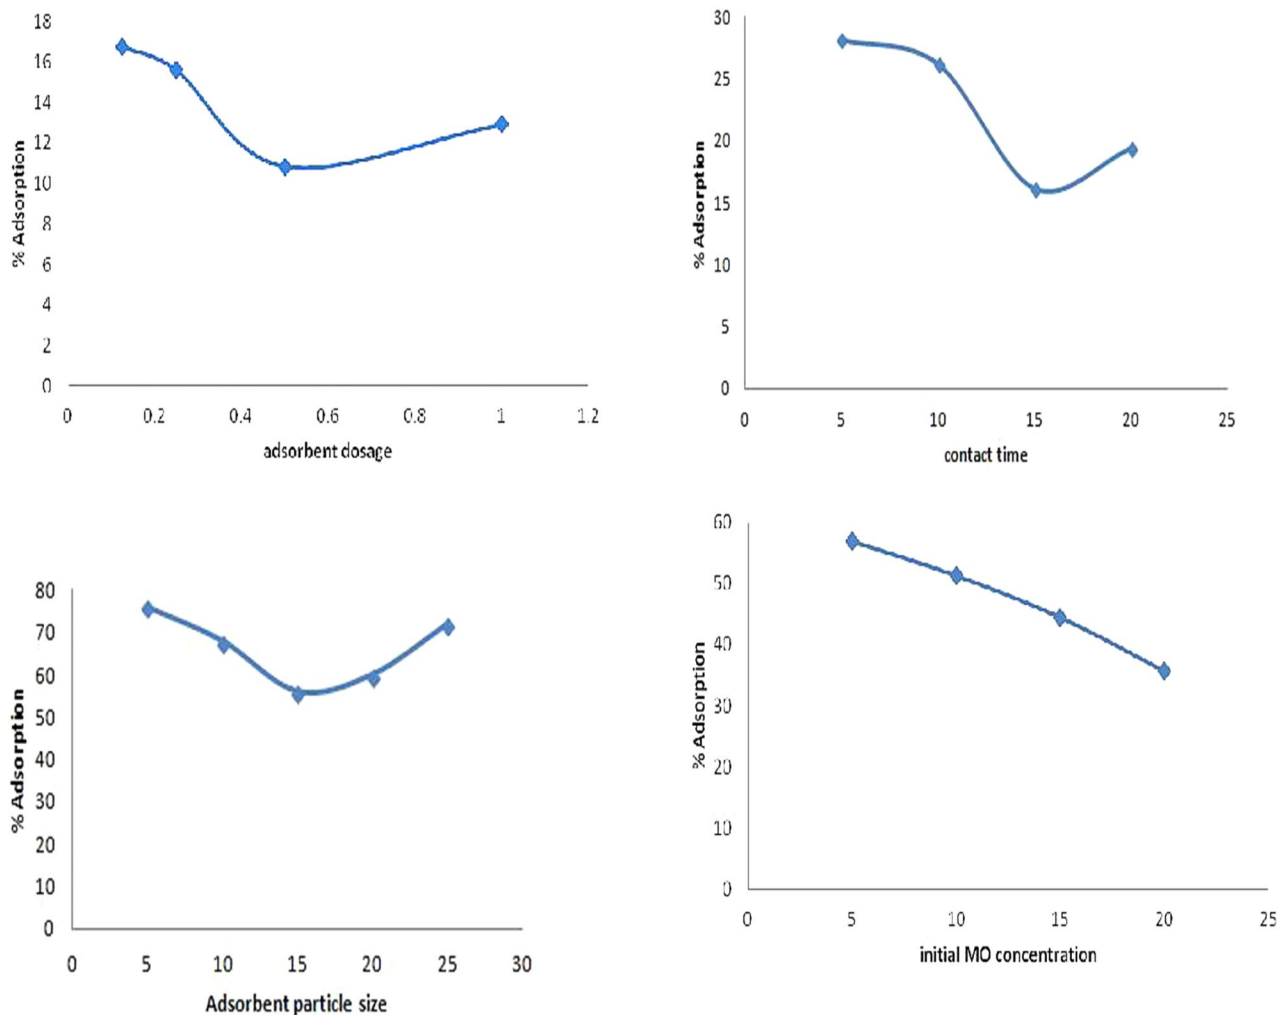 18
16
14
12
10
8
6
4
2
0
% Adsorption
0 0.2 0.4 0.6 0.8 1 1.2
adsorbent dosage
30
25
20
15
10
5
0
% Adsorption
0 5 10 15 20 25
contact time
80
70
60
50
40
30
20
10
0
% Adsorption
0 5 10 15 20 25 30
Adsorbent particle size
60
50
40
30
20
10
0
% Adsorption
0 5 10 15 20 25
initial MO concentration